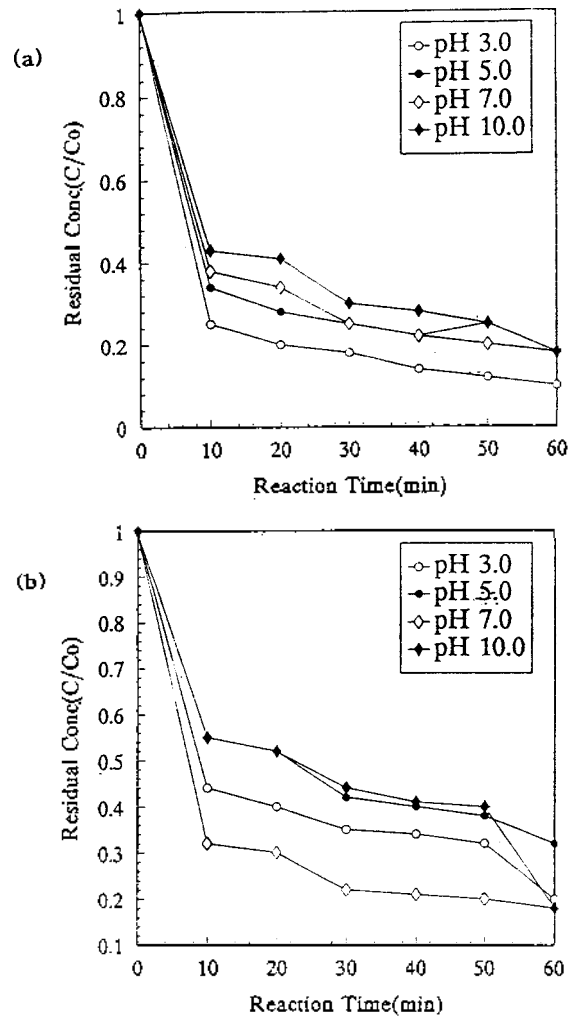 (a)
Residual Conc(C/Co)
1
0.8
0.6
0.4
0.2
0
pH 3.0
pH 5.0
pH 7.0
pH 10.0
0 10 20 30 40 50 60
Reaction Time(min)
(b)
Residual Conc(C/Co)
1
0.9
0.8
0.7
0.6
0.5
0.4
0.3
0.2
0.1
pH 3.0
pH 5.0
pH 7.0
pH 10.0
0 10 20 30 40 50 60
Reaction Time(min)